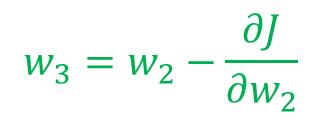 w₃ = w₂ − ∂J/∂w₂